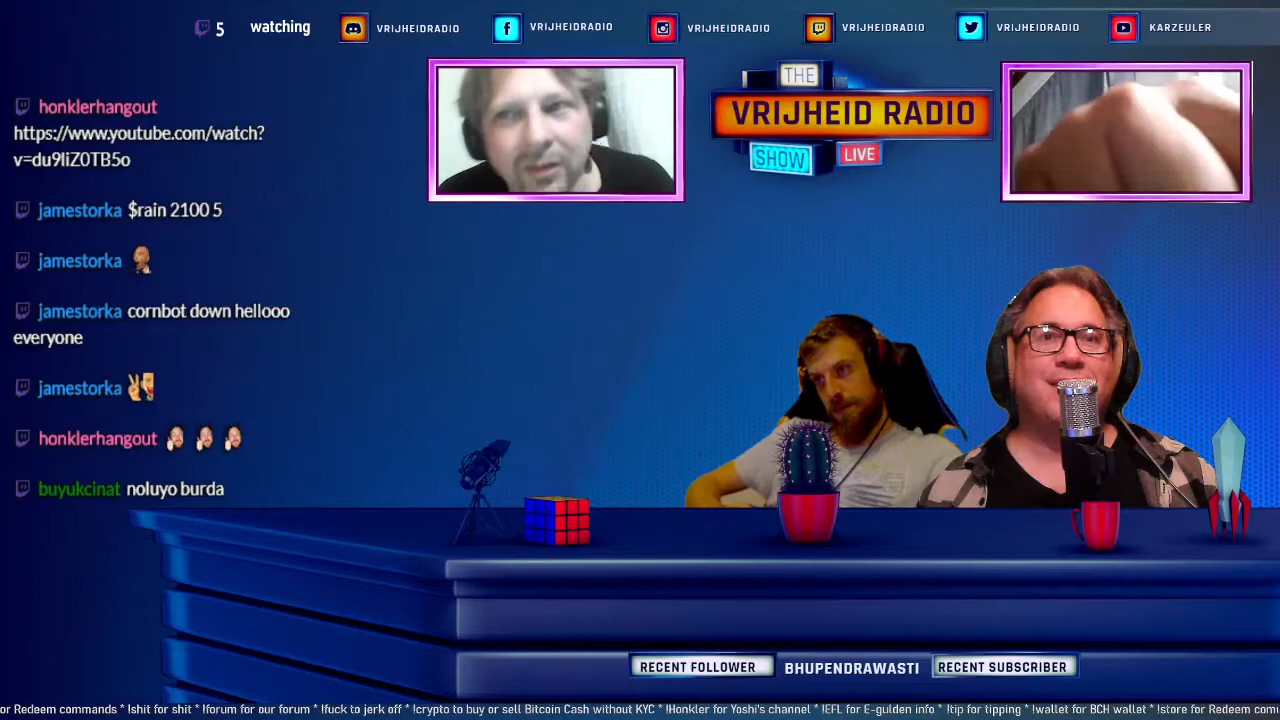 5 watching VRIJHEIDRADIO VRIJHEIDRADIO VRIJHEIDRADIO VRIJHEIDRADIO VRIJHEIDRADIO KARZEULER
honklerhangout
https://www.youtube.com/watch?
v=du9liZ0TB5o
jamestorka $rain 2100 5
jamestorka
jamestorka cornbot down hellooo
everyone
jamestorka
honklerhangout
buyukcinat noluyo burda
THE
VRIJHEID RADIO
SHOW LIVE
RECENT FOLLOWER BHUPENDRAWASTI RECENT SUBSCRIBER
or Redeem commands * !shit for shit * !forum for our forum * !fuck to jerk off * !crypto to buy or sell Bitcoin Cash without KYC * !Honkler for Yoshi's channel * !EFL for E-gulden info * !tip for tipping * !wallet for BCH wallet * !store for Redeem com